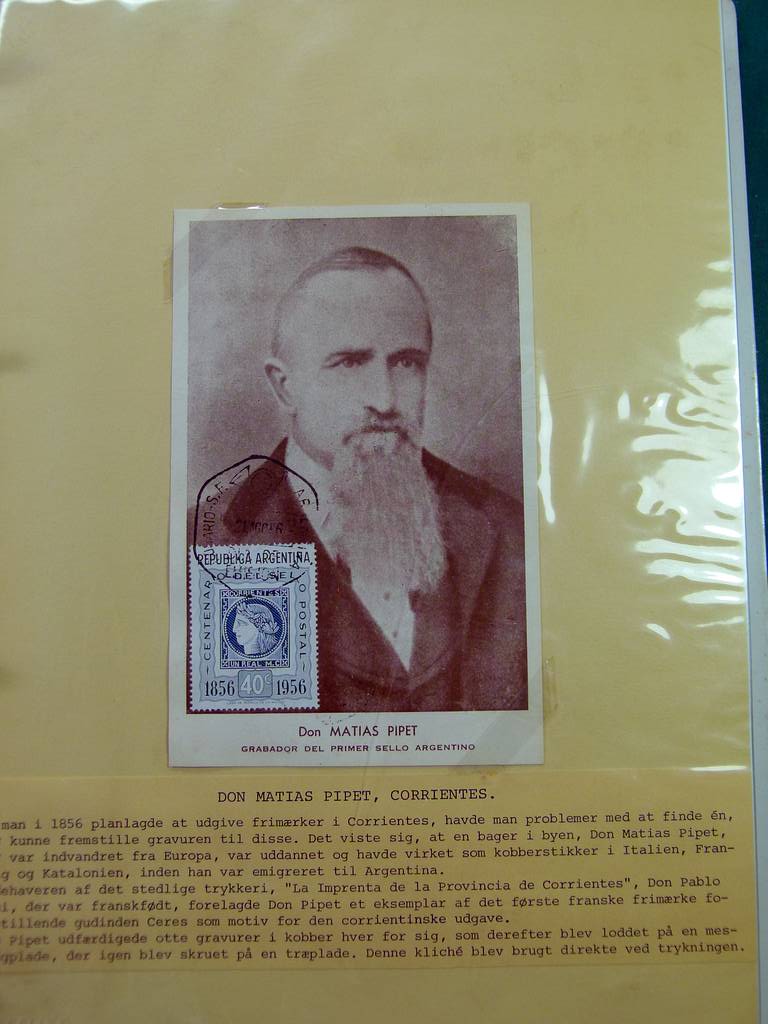 REPUBLICA ARGENTINA
CENTENARIO DEL SELLO POSTAL
CORRIENTES
UN REAL M.C.
1856 40c 1956
Don MATIAS PIPET
GRABADOR DEL PRIMER SELLO ARGENTINO
DON MATIAS PIPET, CORRIENTES.
man i 1856 planlagde at udgive frimærker i Corrientes, havde man problemer med at finde én,
kunne fremstille gravuren til disse. Det viste sig, at en bager i byen, Don Matias Pipet,
var indvandret fra Europa, var uddannet og havde virket som kobberstikker i Italien, Fran-
g og Katalonien, inden han var emigreret til Argentina.
ehaveren af det stedlige trykkeri, "La Imprenta de la Provincia de Corrientes", Don Pablo
i, der var franskfødt, forelagde Don Pipet et eksemplar af det første franske frimærke fo-
tillende gudinden Ceres som motiv for den corrientinske udgave.
Pipet udfærdigede otte gravurer i kobber hver for sig, som derefter blev loddet på en mes-
gplade, der igen blev skruet på en træplade. Denne kliché blev brugt direkte ved trykningen.